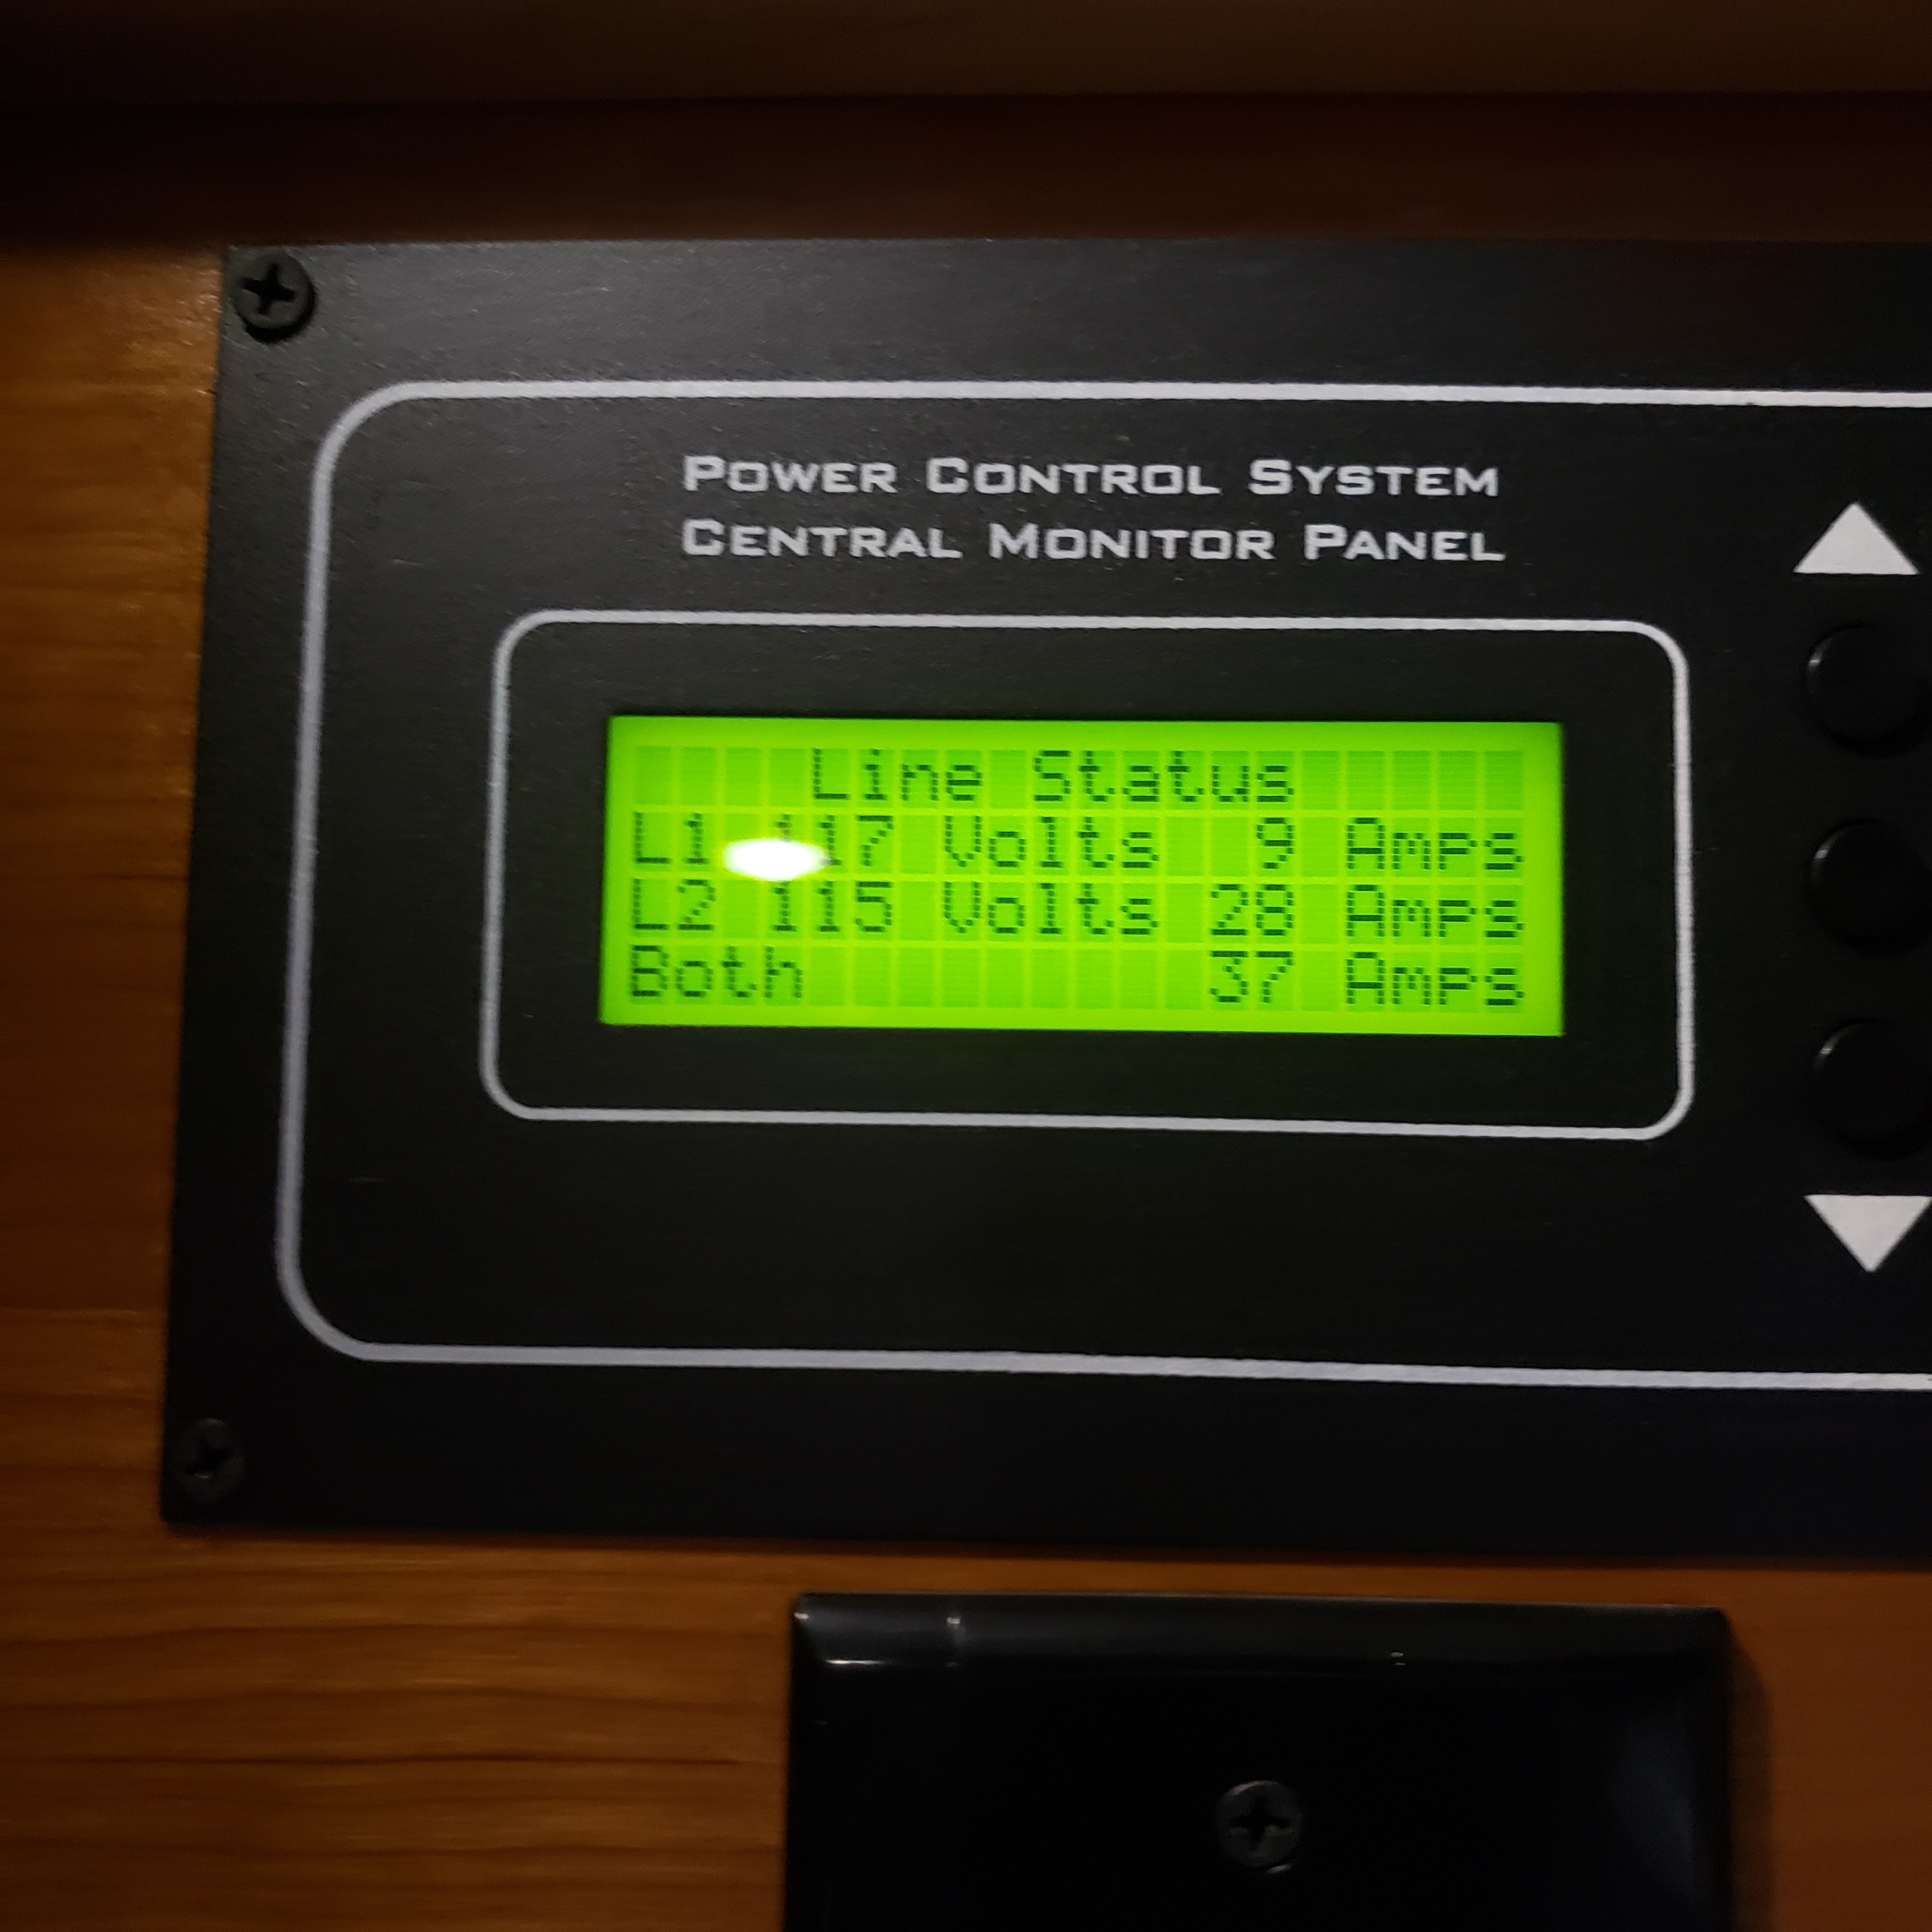 POWER CONTROL SYSTEM
CENTRAL MONITOR PANEL
Line Status
L1 117 Volts 9 Amps
L2 115 Volts 28 Amps
Both 37 Amps